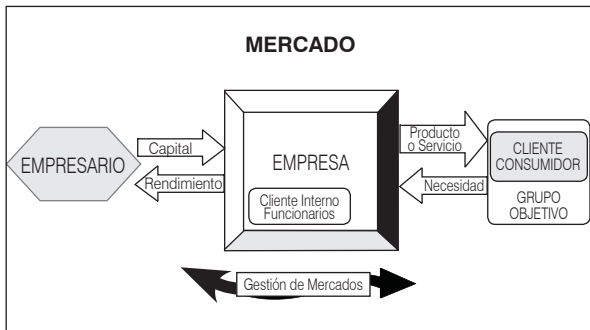 MERCADO
EMPRESARIO
Capital
Rendimiento
EMPRESA
Cliente Interno
Funcionarios
Producto
o Servicio
Necesidad
CLIENTE
CONSUMIDOR
GRUPO
OBJETIVO
Gestión de Mercados